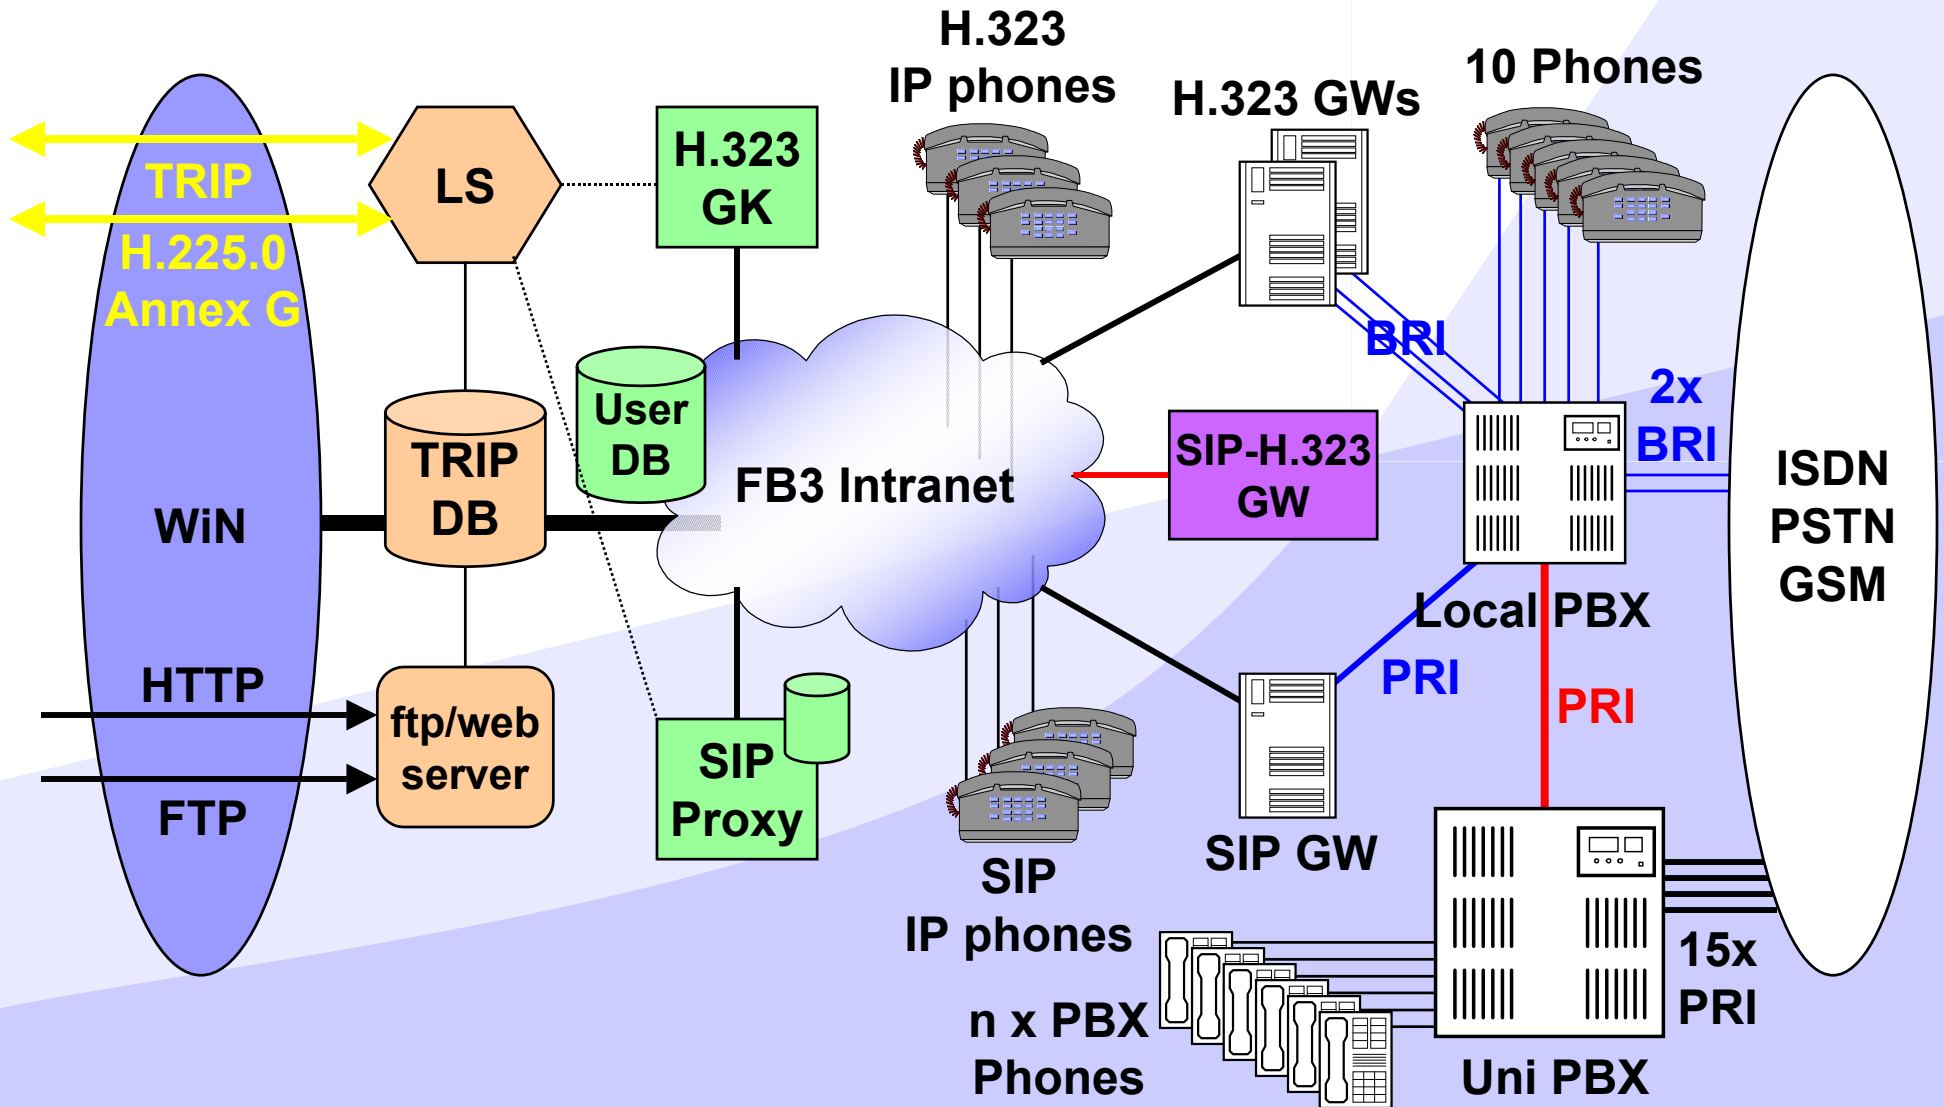 H.323
IP phones
H.323 GWs
10 Phones
TRIP
H.225.0
Annex G
LS
H.323
GK
BRI
2x
BRI
User
DB
TRIP
DB
WiN
FB3 Intranet
SIP-H.323
GW
ISDN
PSTN
GSM
Local PBX
PRI
PRI
HTTP
FTP
ftp/web
server
SIP
Proxy
SIP
IP phones
SIP GW
15x
PRI
n x PBX
Phones
Uni PBX